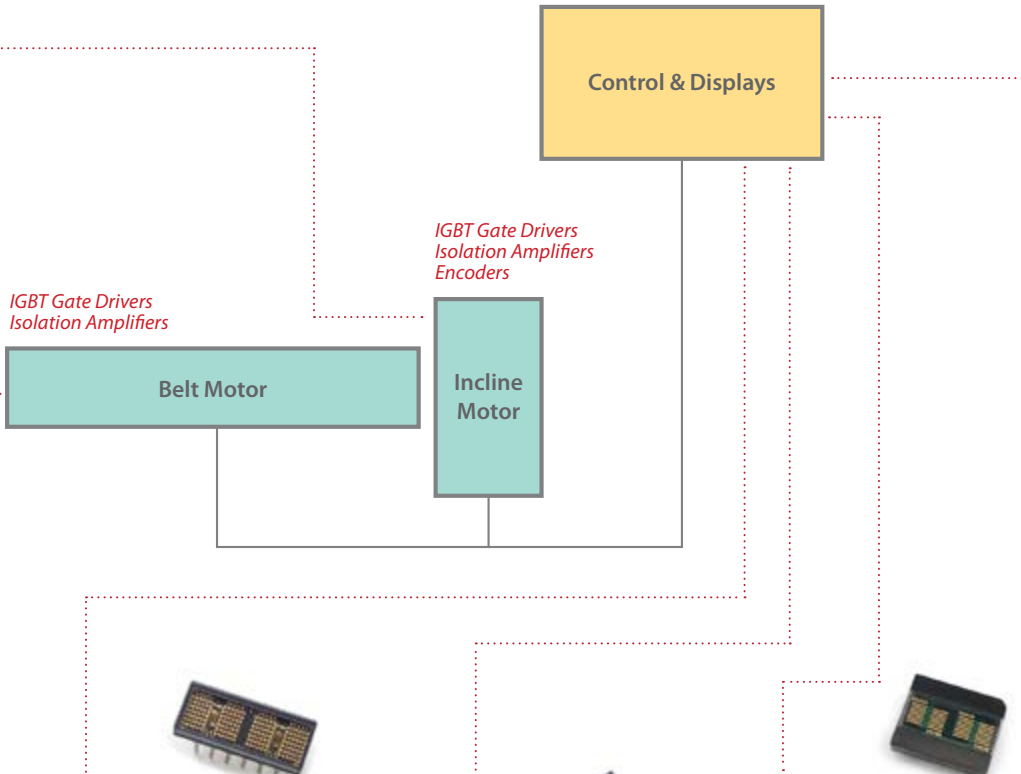 Control & Displays
IGBT Gate Drivers
Isolation Amplifiers
Encoders
IGBT Gate Drivers
Isolation Amplifiers
Belt Motor
Incline
Motor